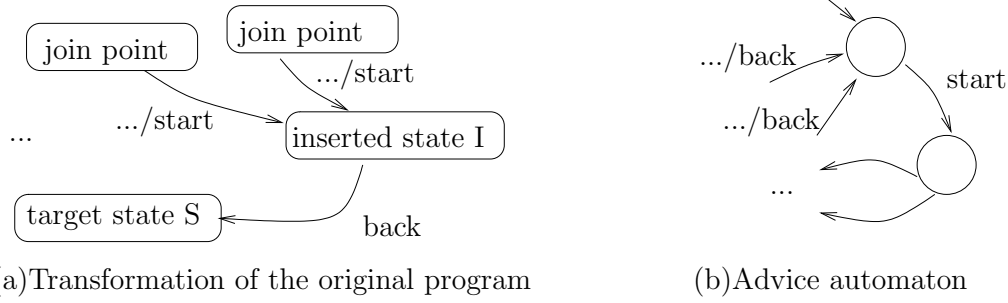 join point
join point
.../start
.../start
...
inserted state I
target state S
back
a)Transformation of the original program
.../back
start
.../back
...
(b)Advice automaton